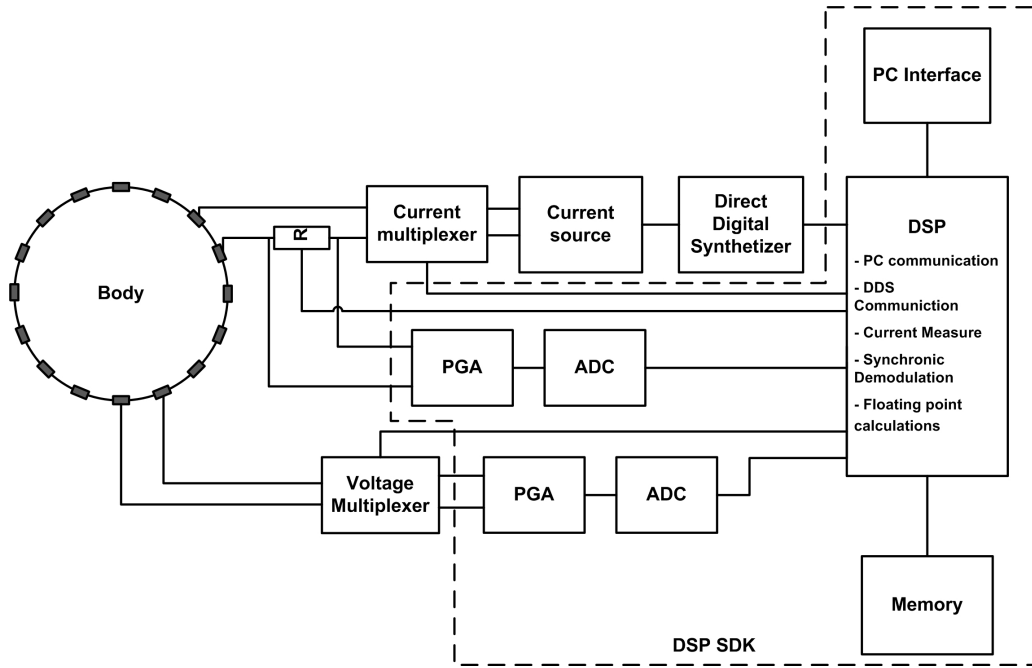 PC Interface
Direct
Digital
Synthetizer
Current
source
Current
multiplexer
R
Body
DSP
- PC communication
- DDS
Communiction
- Current Measure
- Synchronic
Demodulation
- Floating point
calculations
PGA
ADC
Voltage
Multiplexer
PGA
ADC
Memory
DSP SDK